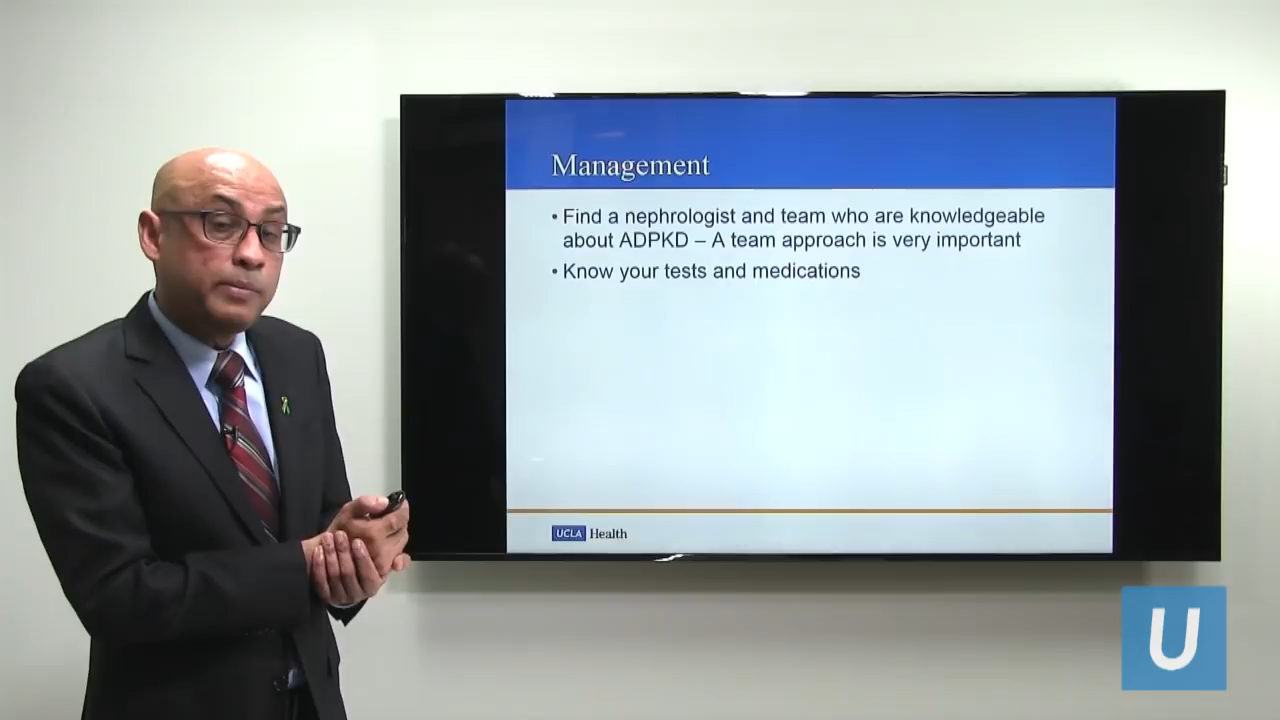 Management
• Find a nephrologist and team who are knowledgeable
about ADPKD – A team approach is very important
• Know your tests and medications
UCLA Health
U